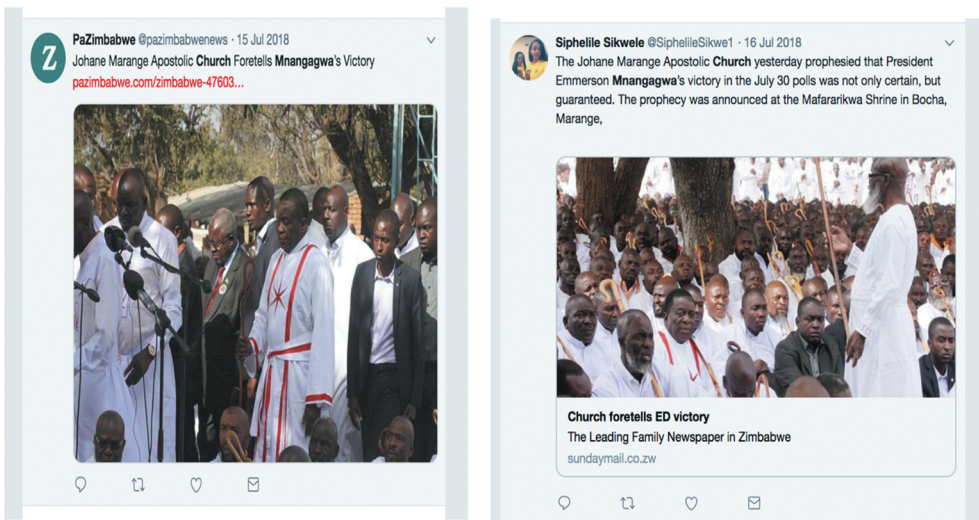 Z
PaZimbabwe @pazimbabwenews · 15 Jul 2018
Johane Marange Apostolic Church Foretells Mnangagwa's Victory
pazimbabwe.com/zimbabwe-47603...
Siphelile Sikwele @SiphelileSikwe1 · 16 Jul 2018
The Johane Marange Apostolic Church yesterday prophesied that President
Emmerson Mnangagwa's victory in the July 30 polls was not only certain, but
guaranteed. The prophecy was announced at the Mafararikwa Shrine in Bocha,
Marange,
Church foretells ED victory
The Leading Family Newspaper in Zimbabwe
sundaymail.co.zw